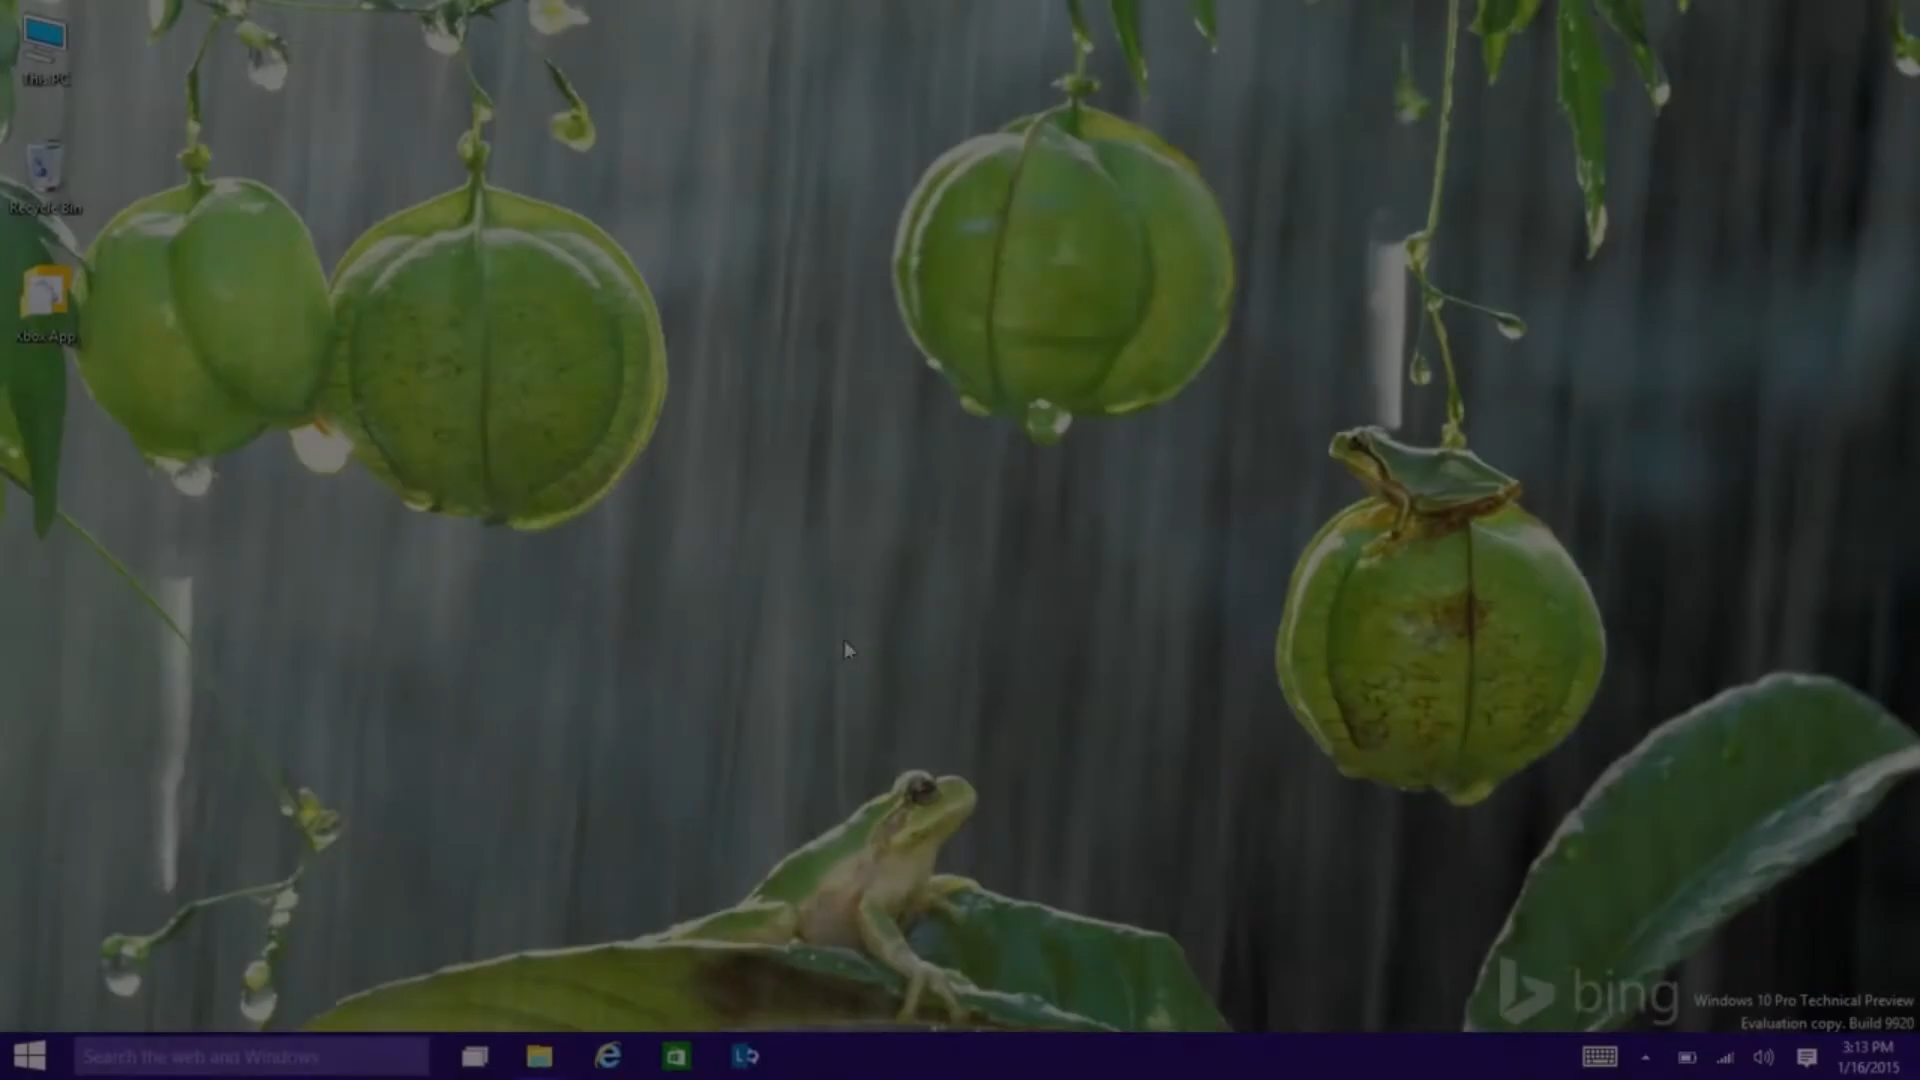 This PC
Recycle Bin
Xbox App
bing
Windows 10 Pro Technical Preview
Evaluation copy. Build 9920
Search the web and Windows
3:13 PM
1/16/2015